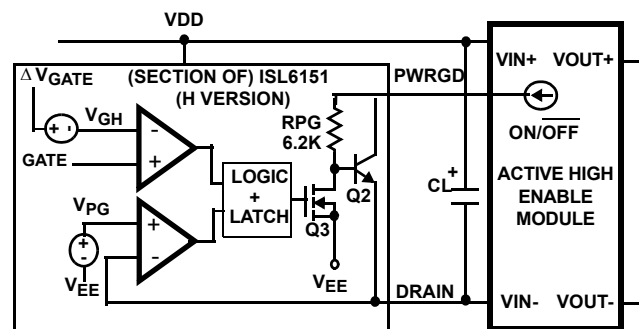 VDD
(SECTION OF) ISL6151
(H VERSION)
PWRGD
VIN+
VOUT+
Δ VGATE
VGH
GATE
RPG
6.2K
ON/OFF
LOGIC
+
LATCH
Q2
Q3
CL
+
ACTIVE HIGH
ENABLE
MODULE
VPG
VEE
VEE
DRAIN
VIN-
VOUT-
+
-
-
+
+
-
+
-